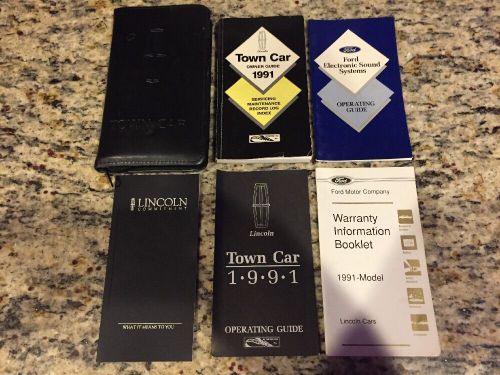 TOWN CAR
Lincoln
Town Car
OWNER GUIDE
1991
SERVICING
MAINTENANCE
RECORD LOG
INDEX
Ford
Ford
Electronic Sound
Systems
OPERATING
GUIDE
LINCOLN
COMMITMENT
WHAT IT MEANS TO YOU
Lincoln
Town Car
1·9·9·1
OPERATING GUIDE
Ford
Ford Motor Company
Warranty
Information
Booklet
1991-Model
Lincoln Cars